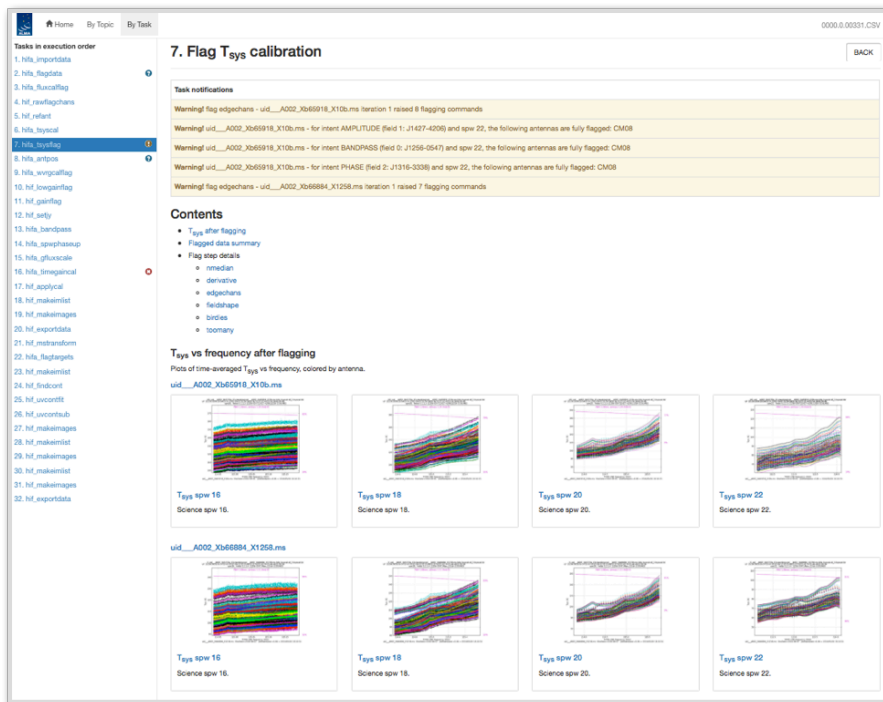 Home By Topic By Task 0000.0.00331.CSV
Tasks in execution order
1. hifa_importdata
2. hifa_flagdata
3. hifa_fluxcalflag
4. hif_rawflagchans
5. hif_refant
6. hifa_tsyscal
7. hifa_tsysflag
8. hifa_antpos
9. hifa_wvrgcalflag
10. hif_lowgainflag
11. hif_gainflag
12. hif_setjy
13. hifa_bandpass
14. hifa_spwphaseup
15. hifa_gfluxscale
16. hifa_timegaincal
17. hif_applycal
18. hif_makeimlist
19. hif_makeimages
20. hif_exportdata
21. hif_mstransform
22. hifa_flagtargets
23. hif_makeimlist
24. hif_findcont
25. hif_uvcontfit
26. hif_uvcontsub
27. hif_makeimages
28. hif_makeimlist
29. hif_makeimages
30. hif_makeimlist
31. hif_makeimages
32. hif_exportdata
7. Flag Tsys calibration
BACK
Task notifications
Warning! flag edgechans - uid___A002_Xb65918_X10b.ms iteration 1 raised 8 flagging commands
Warning! uid___A002_Xb65918_X10b.ms - for intent AMPLITUDE (field 1: J1427-4206) and spw 22, the following antennas are fully flagged: CM08
Warning! uid___A002_Xb65918_X10b.ms - for intent BANDPASS (field 0: J1256-0547) and spw 22, the following antennas are fully flagged: CM08
Warning! uid___A002_Xb65918_X10b.ms - for intent PHASE (field 2: J1316-3338) and spw 22, the following antennas are fully flagged: CM08
Warning! flag edgechans - uid___A002_Xb66884_X1258.ms iteration 1 raised 7 flagging commands
Contents
Tsys after flagging
Flagged data summary
Flag step details
nmedian
derivative
edgechans
fieldshape
birdies
toomany
Tsys vs frequency after flagging
Plots of time-averaged Tsys vs frequency, colored by antenna.
uid___A002_Xb65918_X10b.ms
Tsys spw 16 Tsys spw 18 Tsys spw 20 Tsys spw 22
Science spw 16. Science spw 18. Science spw 20. Science spw 22.
uid___A002_Xb66884_X1258.ms
Tsys spw 16 Tsys spw 18 Tsys spw 20 Tsys spw 22
Science spw 16. Science spw 18. Science spw 20. Science spw 22.